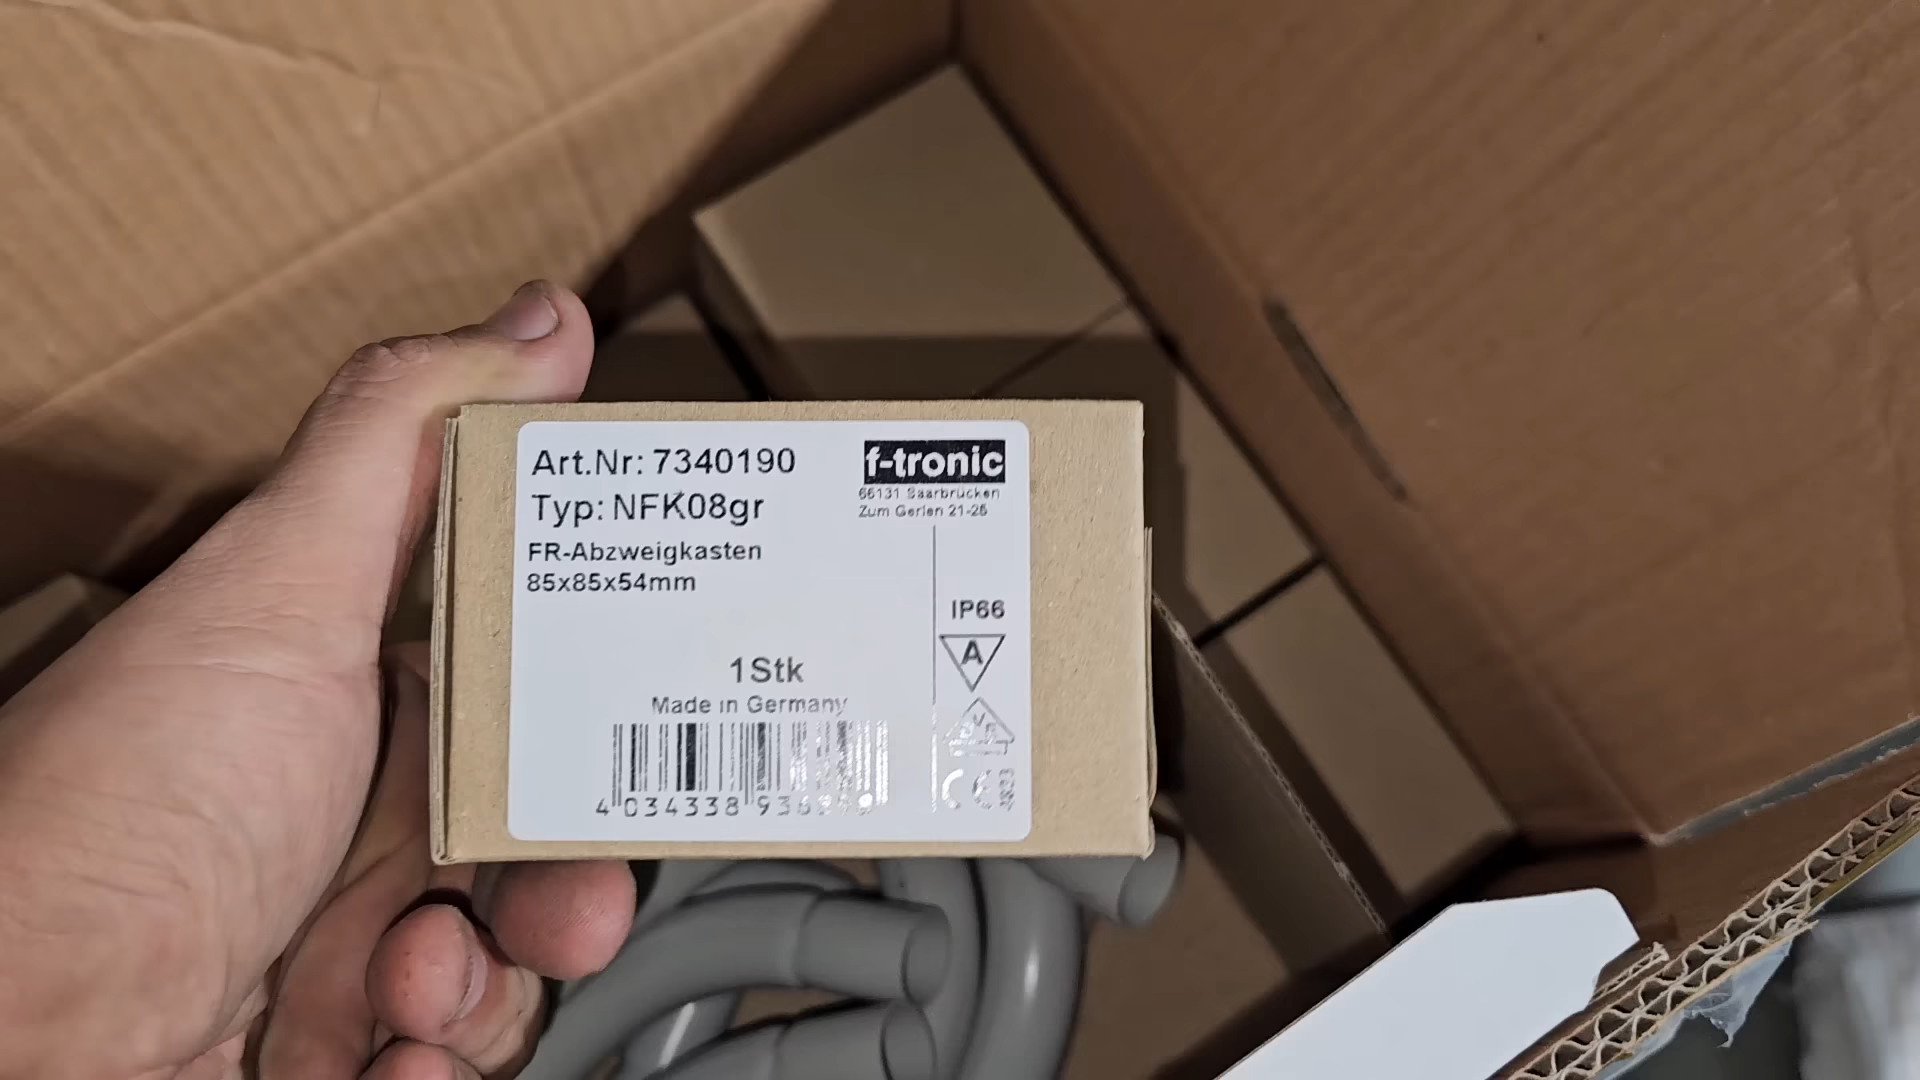 Art.Nr: 7340190
Typ: NFK08gr
FR-Abzweigkasten
85x85x54mm
f-tronic
66131 Saarbrücken
Zum Gerlen 21-25
IP66
A
1Stk
Made in Germany
4 034338
CE